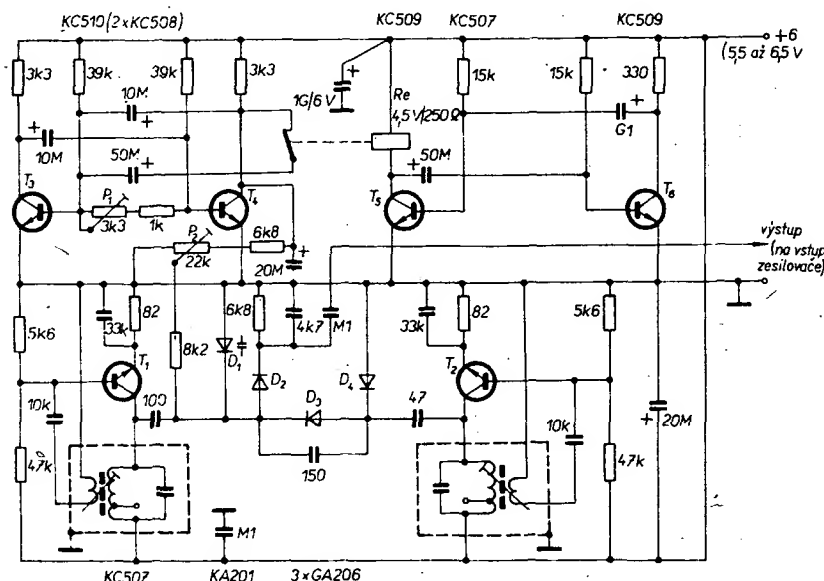 KC510 (2×KC508)
KC509
KC507
KC509
+6
(5,5 až 6,5 V
3k3
39k
39k
3k3
1G/6 V
Re
4,5 V/250Ω
15k
15k
330
10M
10M
50M
50M
G1
T3
P1
3k3
1k
T4
T5
T6
P2
22k
6k8
20M
výstup
(na vstup
zesilovače)
5k6
33k
82
8k2
D1
6k8
4k7
M1
33k
82
5k6
T1
D2
D4
T2
10k
100
D3
47
10k
20M
47k
150
47k
M1
KC507
KA201
3×GA206